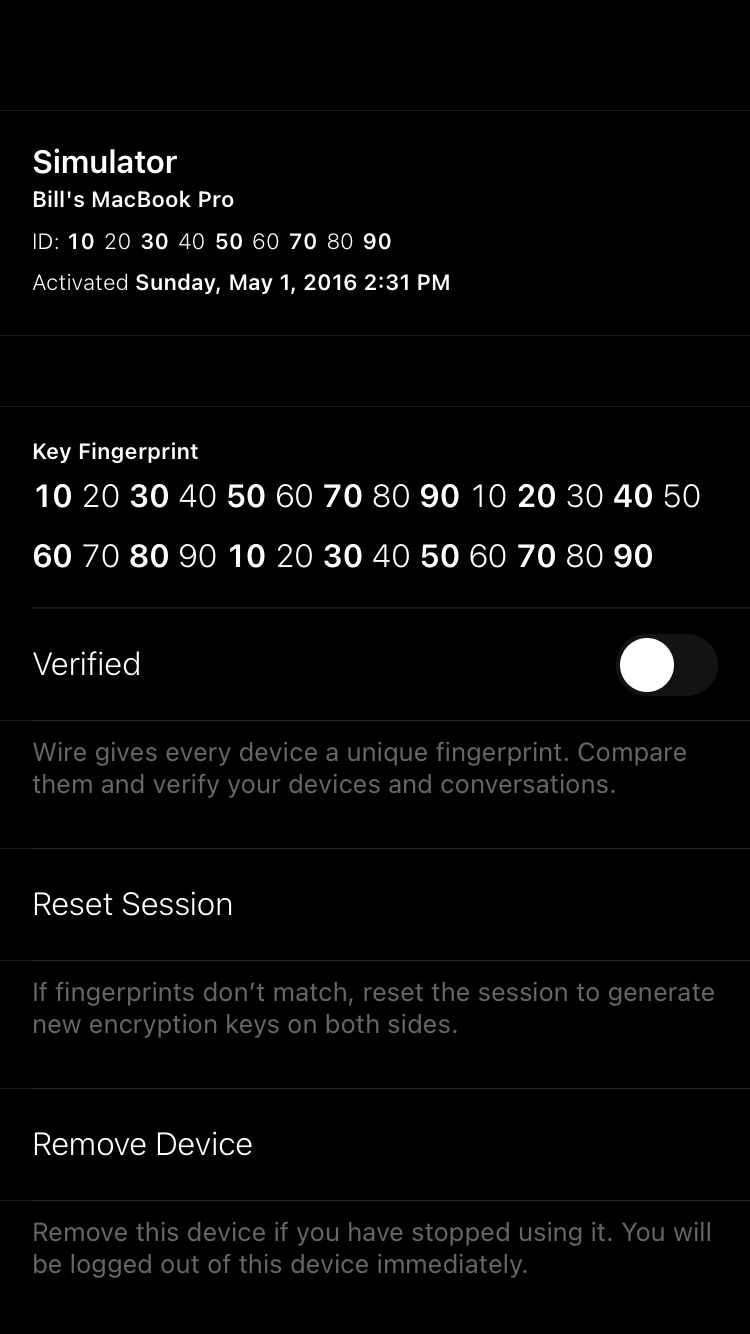 Simulator
Bill's MacBook Pro
ID: 10 20 30 40 50 60 70 80 90
Activated Sunday, May 1, 2016 2:31 PM
Key Fingerprint
10 20 30 40 50 60 70 80 90 10 20 30 40 50
60 70 80 90 10 20 30 40 50 60 70 80 90
Verified
Wire gives every device a unique fingerprint. Compare
them and verify your devices and conversations.
Reset Session
If fingerprints don’t match, reset the session to generate
new encryption keys on both sides.
Remove Device
Remove this device if you have stopped using it. You will
be logged out of this device immediately.